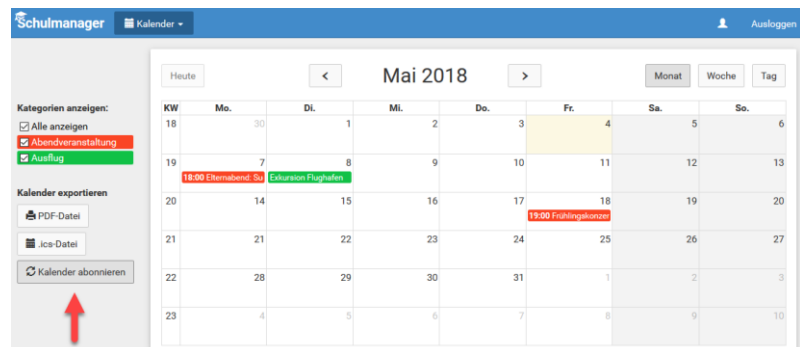 Schulmanager Kalender Ausloggen
Heute < Mai 2018 > Monat Woche Tag
Kategorien anzeigen:
Alle anzeigen
Abendveranstaltung
Ausflug
Kalender exportieren
PDF-Datei
.ics-Datei
Kalender abonnieren
KW Mo. Di. Mi. Do. Fr. Sa. So.
18 30 1 2 3 4 5 6
19 7 8 9 10 11 12 13
18:00 Elternabend: Su Exkursion Flughafen
20 14 15 16 17 18 19 20
19:00 Frühlingskonzer
21 21 22 23 24 25 26 27
22 28 29 30 31 1 2 3
23 4 5 6 7 8 9 10